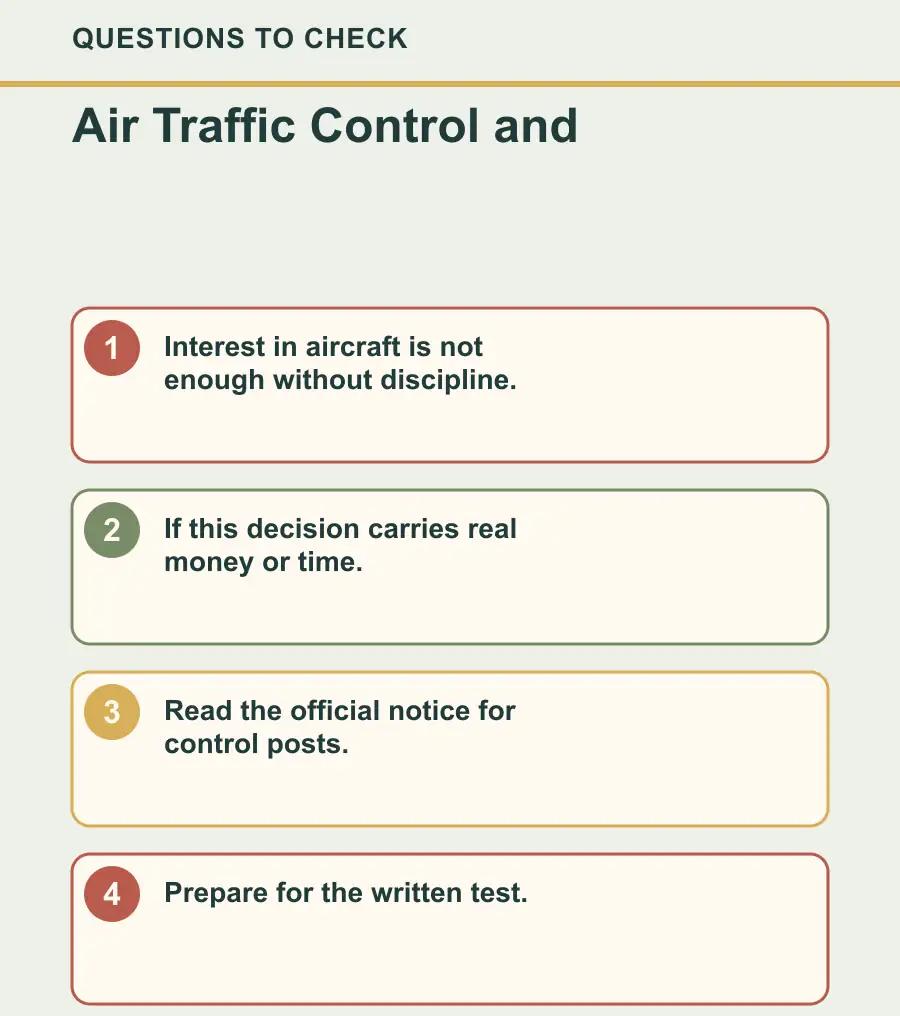 QUESTIONS TO CHECK
Air Traffic Control and
1
Interest in aircraft is not
enough without discipline.
2
If this decision carries real
money or time.
3
Read the official notice for
control posts.
4
Prepare for the written test.